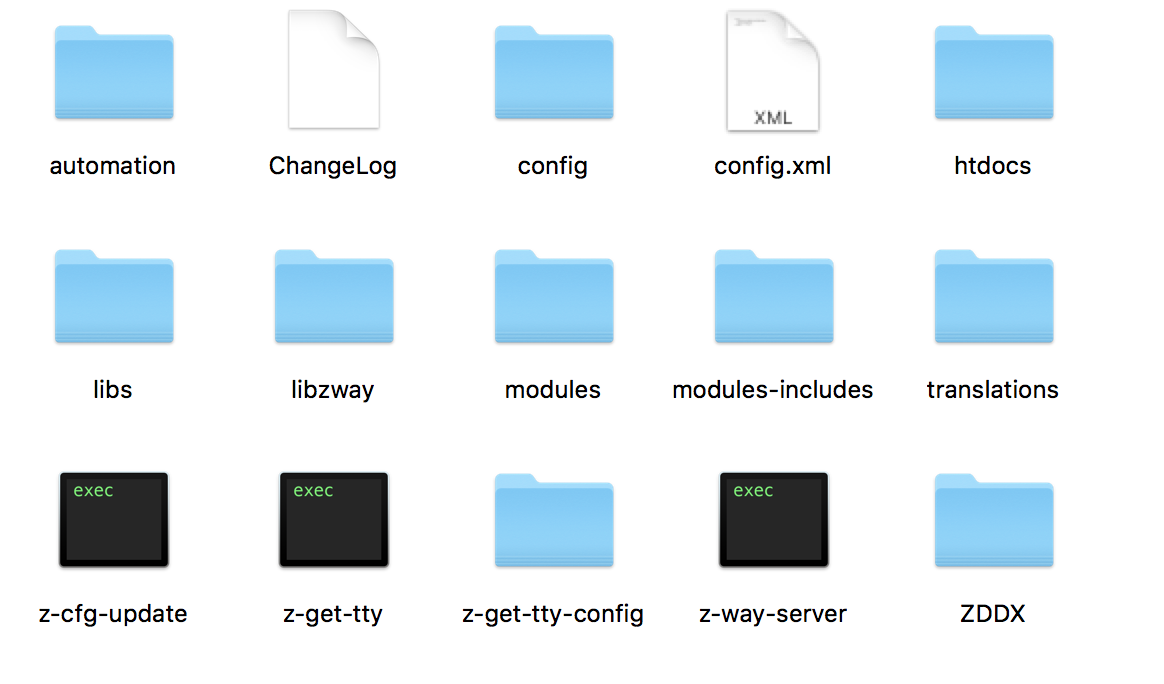 automation
ChangeLog
XML
config
config.xml
htdocs
libs
libzway
modules
modules-includes
translations
exec
z-cfg-update
exec
z-get-tty
z-get-tty-config
exec
z-way-server
ZDDX